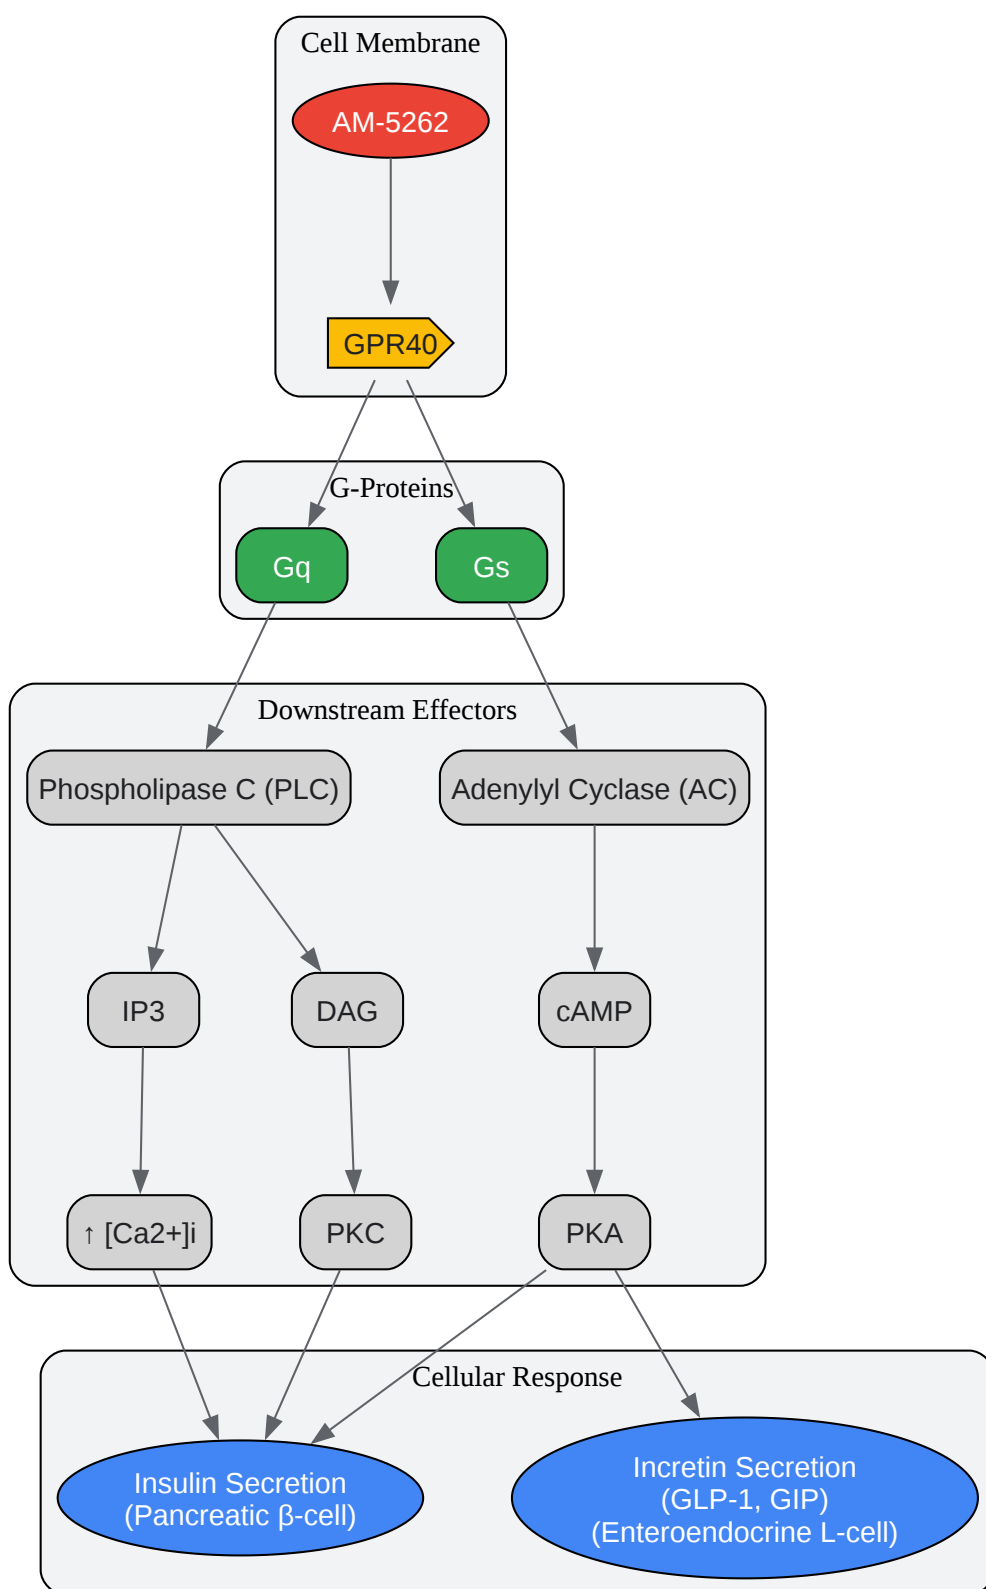 Cell Membrane
AM-5262
GPR40
G-Proteins
Gq
Gs
Downstream Effectors
Phospholipase C (PLC)
Adenylyl Cyclase (AC)
IP3
DAG
cAMP
↑ [Ca2+]i
PKC
PKA
Cellular Response
Insulin Secretion
(Pancreatic β-cell)
Incretin Secretion
(GLP-1, GIP)
(Enteroendocrine L-cell)